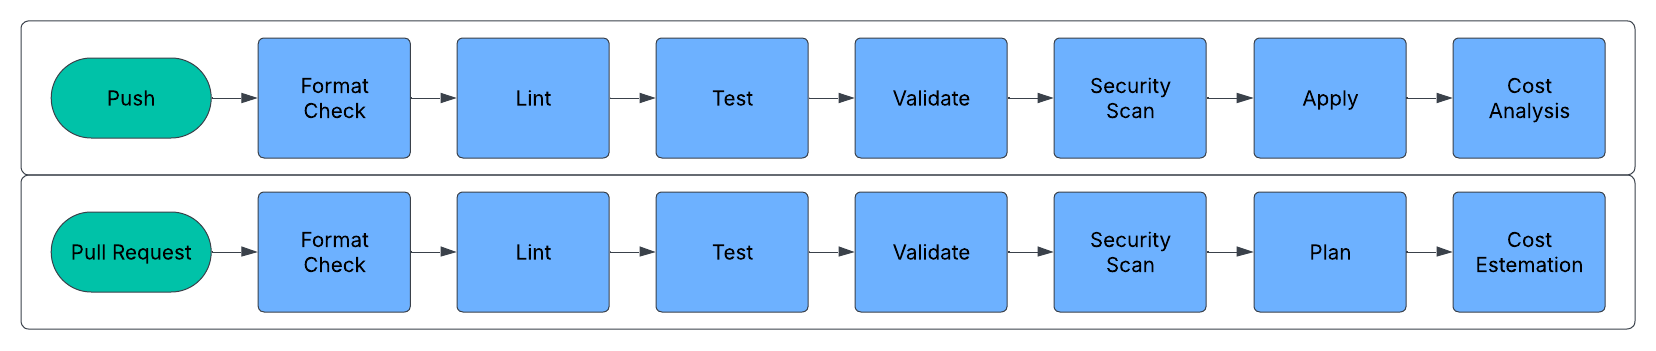 Push
Format
Check
Lint
Test
Validate
Security
Scan
Apply
Cost
Analysis
Pull Request
Format
Check
Lint
Test
Validate
Security
Scan
Plan
Cost
Estemation